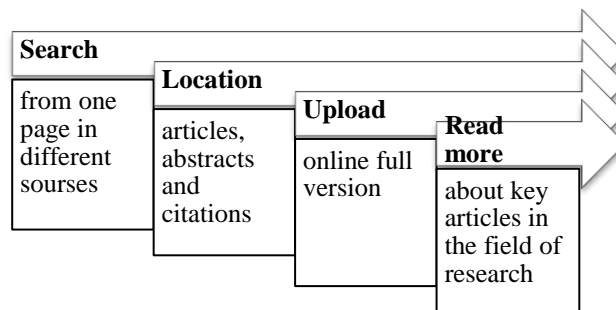 Search
from one
page in
different
sourses
Location
articles,
abstracts
and
citations
Upload
online full
version
Read
more
about key
articles in
the field of
research